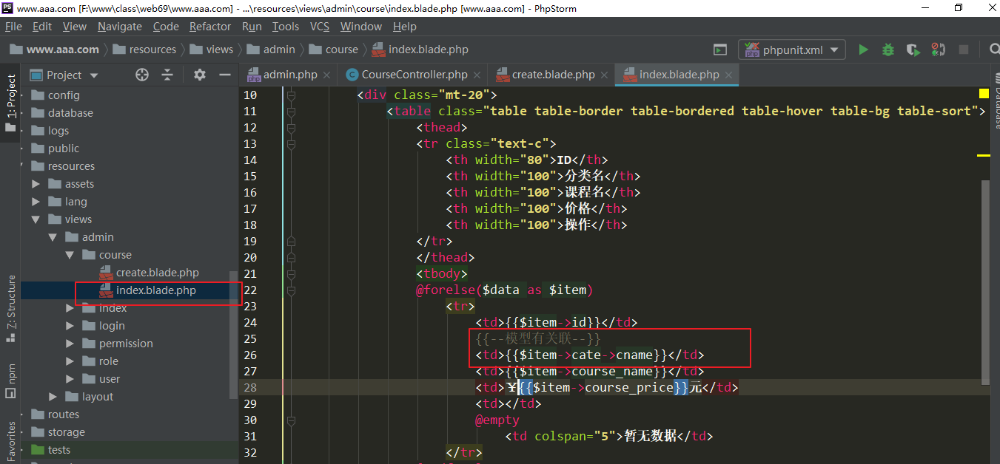 www.aaa.com [F:\www\class\web69\www.aaa.com] - ...\resources\views\admin\course\index.blade.php [www.aaa.com] - PhpStorm
File Edit View Navigate Code Refactor Run Tools VCS Window Help
www.aaa.com resources views admin course index.blade.php phpunit.xml
1: Project
Project
admin.php CourseController.php create.blade.php index.blade.php
config
database
logs
public
resources
assets
lang
views
admin
course
create.blade.php
index.blade.php
index
login
permission
role
user
layout
routes
storage
tests
Z: Structure
npm
Favorites
Database
10 <div class="mt-20">
11 <table class="table table-border table-bordered table-hover table-bg table-sort">
12 <thead>
13 <tr class="text-c">
14 <th width="80">ID</th>
15 <th width="100">分类名</th>
16 <th width="100">课程名</th>
17 <th width="100">价格</th>
18 <th width="100">操作</th>
19 </tr>
20 </thead>
21 <tbody>
22 @forelse($data as $item)
23 <tr>
24 <td>{{$item->id}}</td>
25 {{--模型有关联--}}
26 <td>{{$item->cate->cname}}</td>
27 <td>{{$item->course_name}}</td>
28 <td>¥{{$item->course_price}}元</td>
29 <td></td>
30 @empty
31 <td colspan="5">暂无数据</td>
32 </tr>